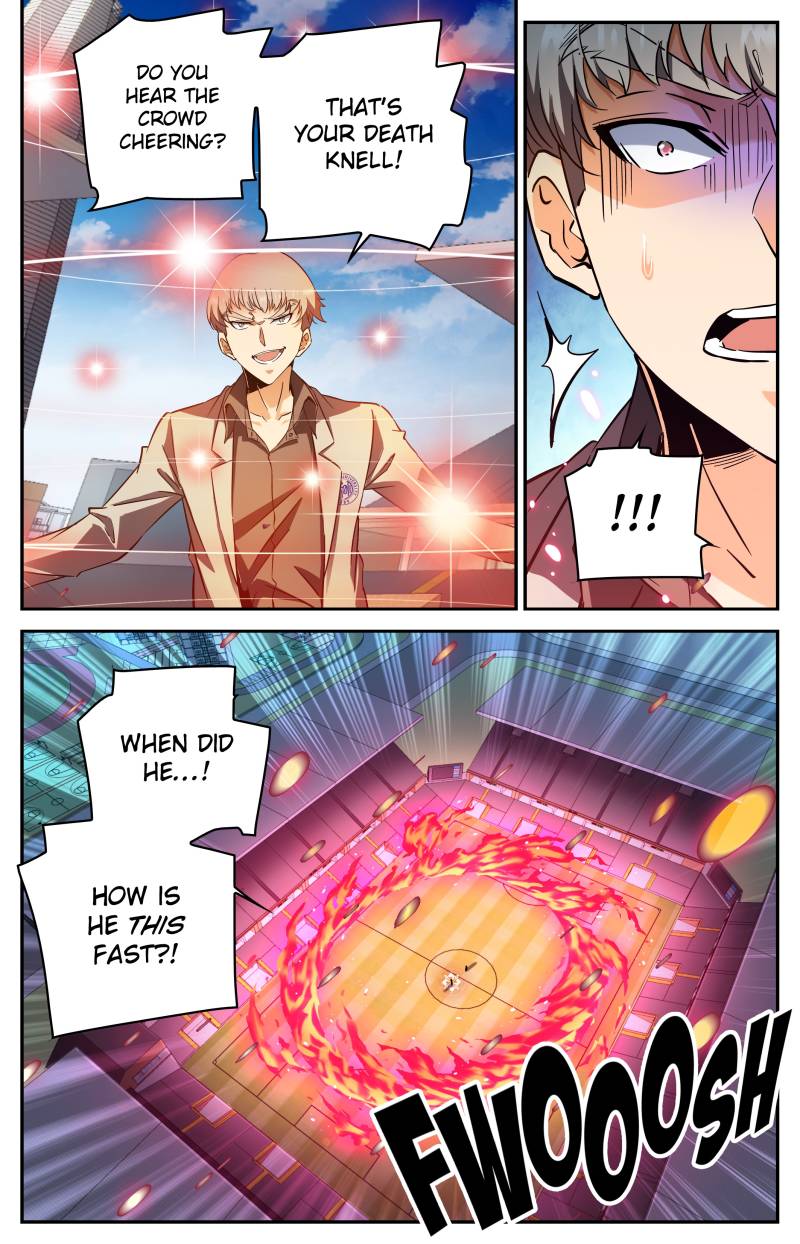 DO YOU
HEAR THE
CROWD
CHEERING?
THAT'S
YOUR DEATH
KNELL!
!!!
WHEN DID
HE...!
HOW IS
HE THIS
FAST?!
FWOOOSH